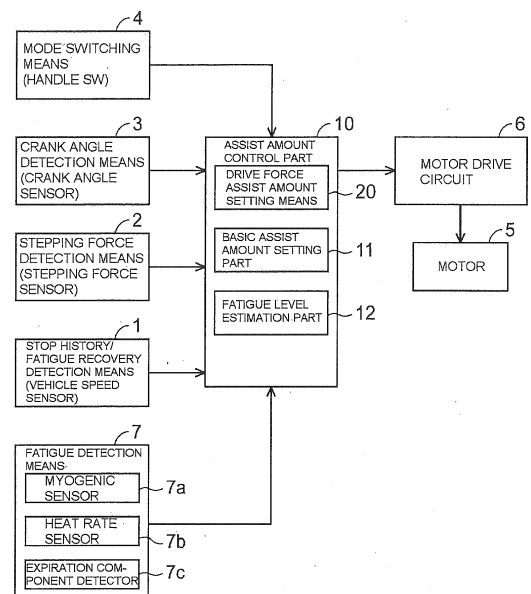 4
MODE SWITCHING
MEANS
(HANDLE SW)
3
CRANK ANGLE
DETECTION MEANS
(CRANK ANGLE
SENSOR)
2
STEPPING FORCE
DETECTION MEANS
(STEPPING FORCE
SENSOR)
1
STOP HISTORY/
FATIGUE RECOVERY
DETECTION MEANS
(VEHICLE SPEED
SENSOR)
7
FATIGUE DETECTION
MEANS
MYOGENIC
SENSOR
7a
HEAT RATE
SENSOR
7b
EXPIRATION COM-
PONENT DETECTOR
7c
10
ASSIST AMOUNT
CONTROL PART
DRIVE FORCE
ASSIST AMOUNT
SETTING MEANS
20
BASIC ASSIST
AMOUNT SETTING
PART
11
FATIGUE LEVEL
ESTIMATION PART
12
6
MOTOR DRIVE
CIRCUIT
5
MOTOR